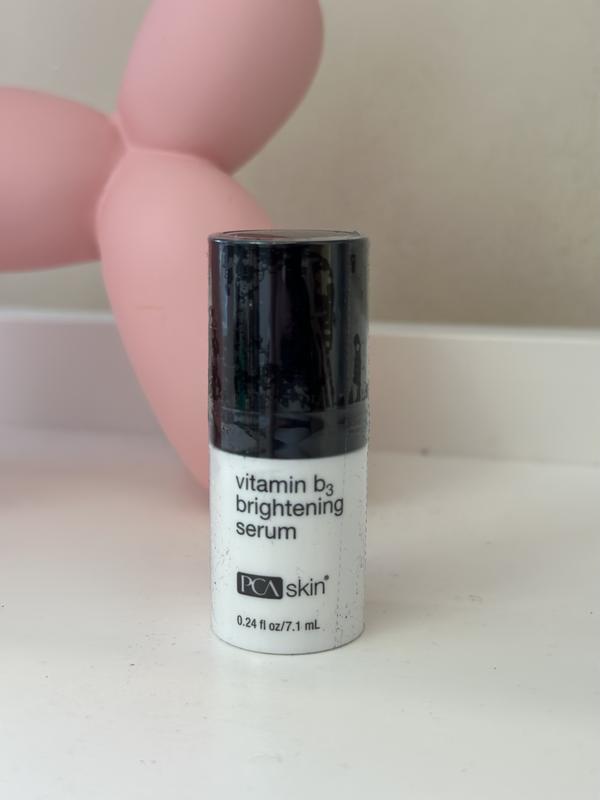 vitamin b₃
brightening
serum
PCA skin®
0.24 fl oz/7.1 mL